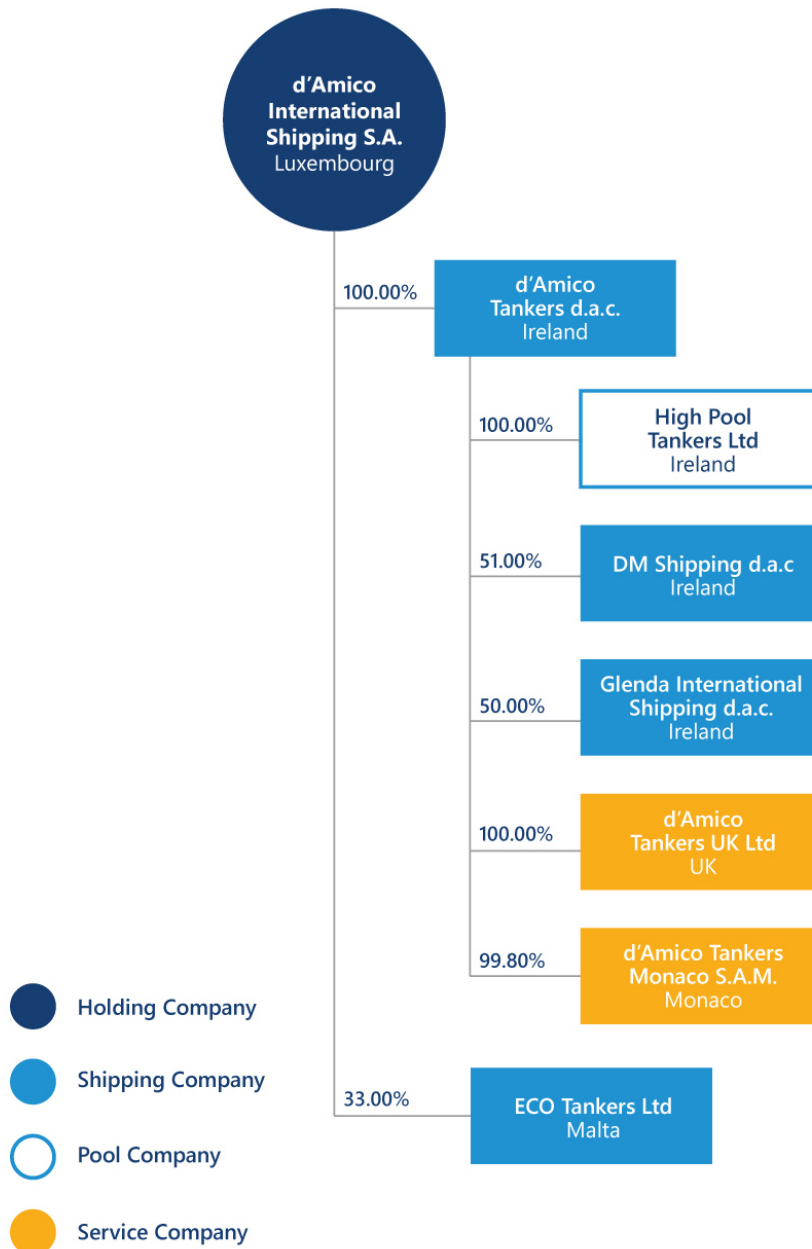 d'Amico
International
Shipping S.A.
Luxembourg
100.00%
d'Amico
Tankers d.a.c.
Ireland
100.00%
High Pool
Tankers Ltd
Ireland
51.00%
DM Shipping d.a.c
Ireland
50.00%
Glenda International
Shipping d.a.c.
Ireland
100.00%
d'Amico
Tankers UK Ltd
UK
99.80%
d'Amico Tankers
Monaco S.A.M.
Monaco
33.00%
ECO Tankers Ltd
Malta
Holding Company
Shipping Company
Pool Company
Service Company